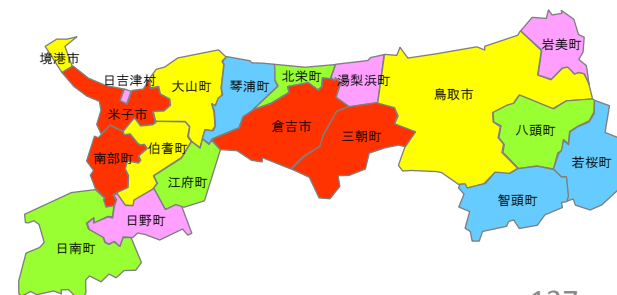 岩美町
境港市
日吉津村
大山町
琴浦町
北栄町
湯梨浜町
鳥取市
米子市
倉吉市
三朝町
八頭町
南部町
伯耆町
若桜町
江府町
智頭町
日野町
日南町